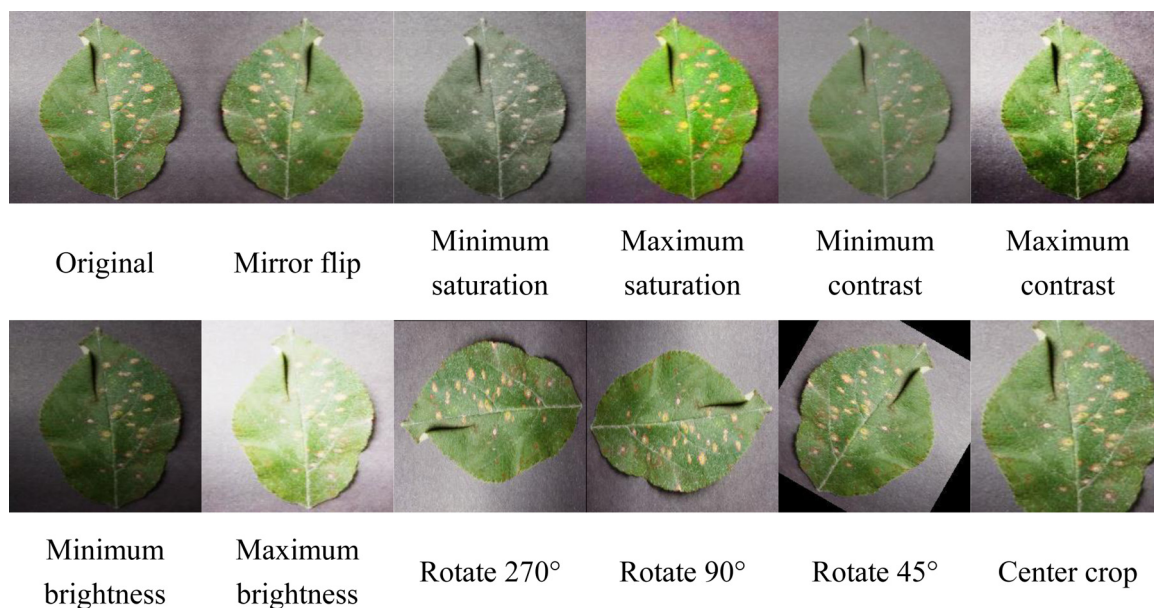 Original
Mirror flip
Minimum
saturation
Maximum
saturation
Minimum
contrast
Maximum
contrast
Minimum
brightness
Maximum
brightness
Rotate 270°
Rotate 90°
Rotate 45°
Center crop